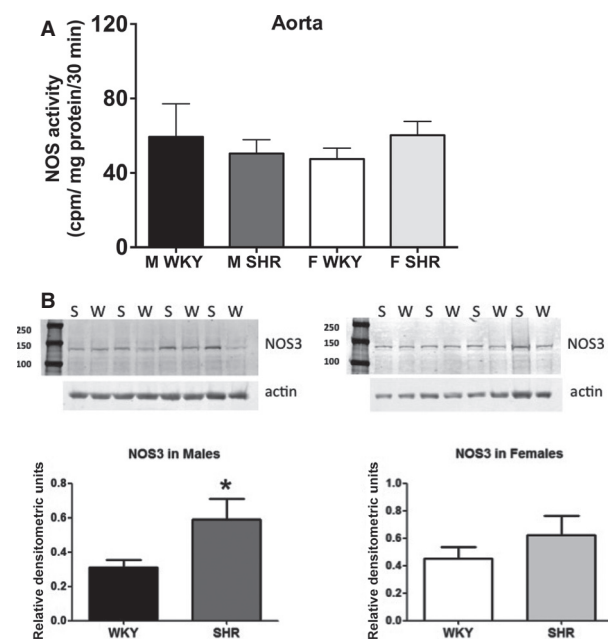 A
Aorta
NOS activity
(cpm/ mg protein/30 min)
120
80
40
0
M WKY M SHR F WKY F SHR
B
S W S W S W S W
250
150
100
NOS3
actin
S W S W S W S W
250
150
100
NOS3
actin
NOS3 in Males
Relative densitometric units
0.8
0.6
0.4
0.2
0.0
*
WKY SHR
NOS3 in Females
Relative densitometric units
1.0
0.8
0.6
0.4
0.2
0.0
WKY SHR